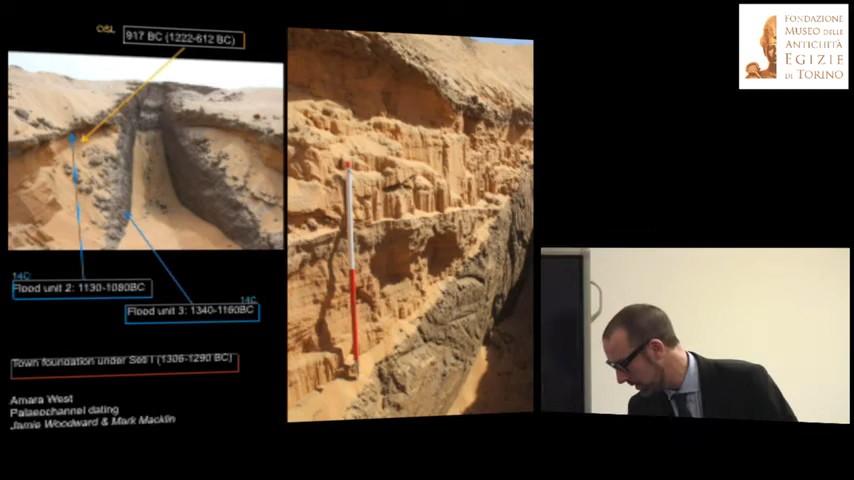 OSL
917 BC (1222-612 BC)
14C
Flood unit 2: 1130-1080BC
14C
Flood unit 3: 1340-1160BC
Town foundation under Seti I (1306-1290 BC)
Amara West
Palaeochannel dating
Jamie Woodward & Mark Macklin
FONDAZIONE
MUSEO DELLE
ANTICHITÀ
EGIZIE
DI TORINO